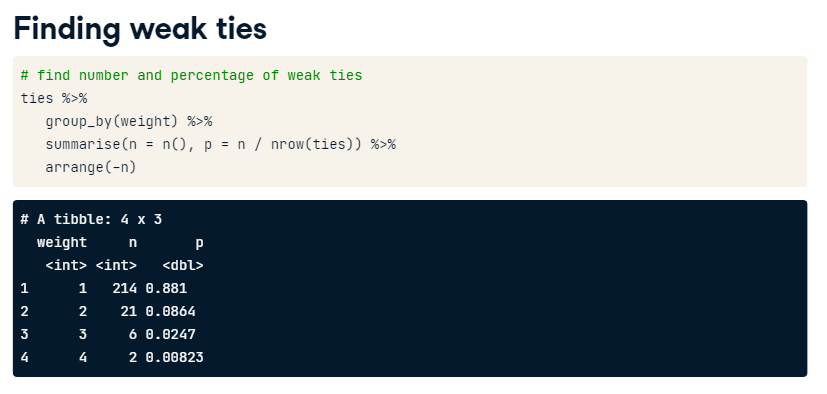 Finding weak ties
# find number and percentage of weak ties
ties %>%
   group_by(weight) %>%
   summarise(n = n(), p = n / nrow(ties)) %>%
   arrange(-n)
# A tibble: 4 x 3
  weight     n       p
   <int> <int>   <dbl>
1      1   214 0.881
2      2    21 0.0864
3      3     6 0.0247
4      4     2 0.00823